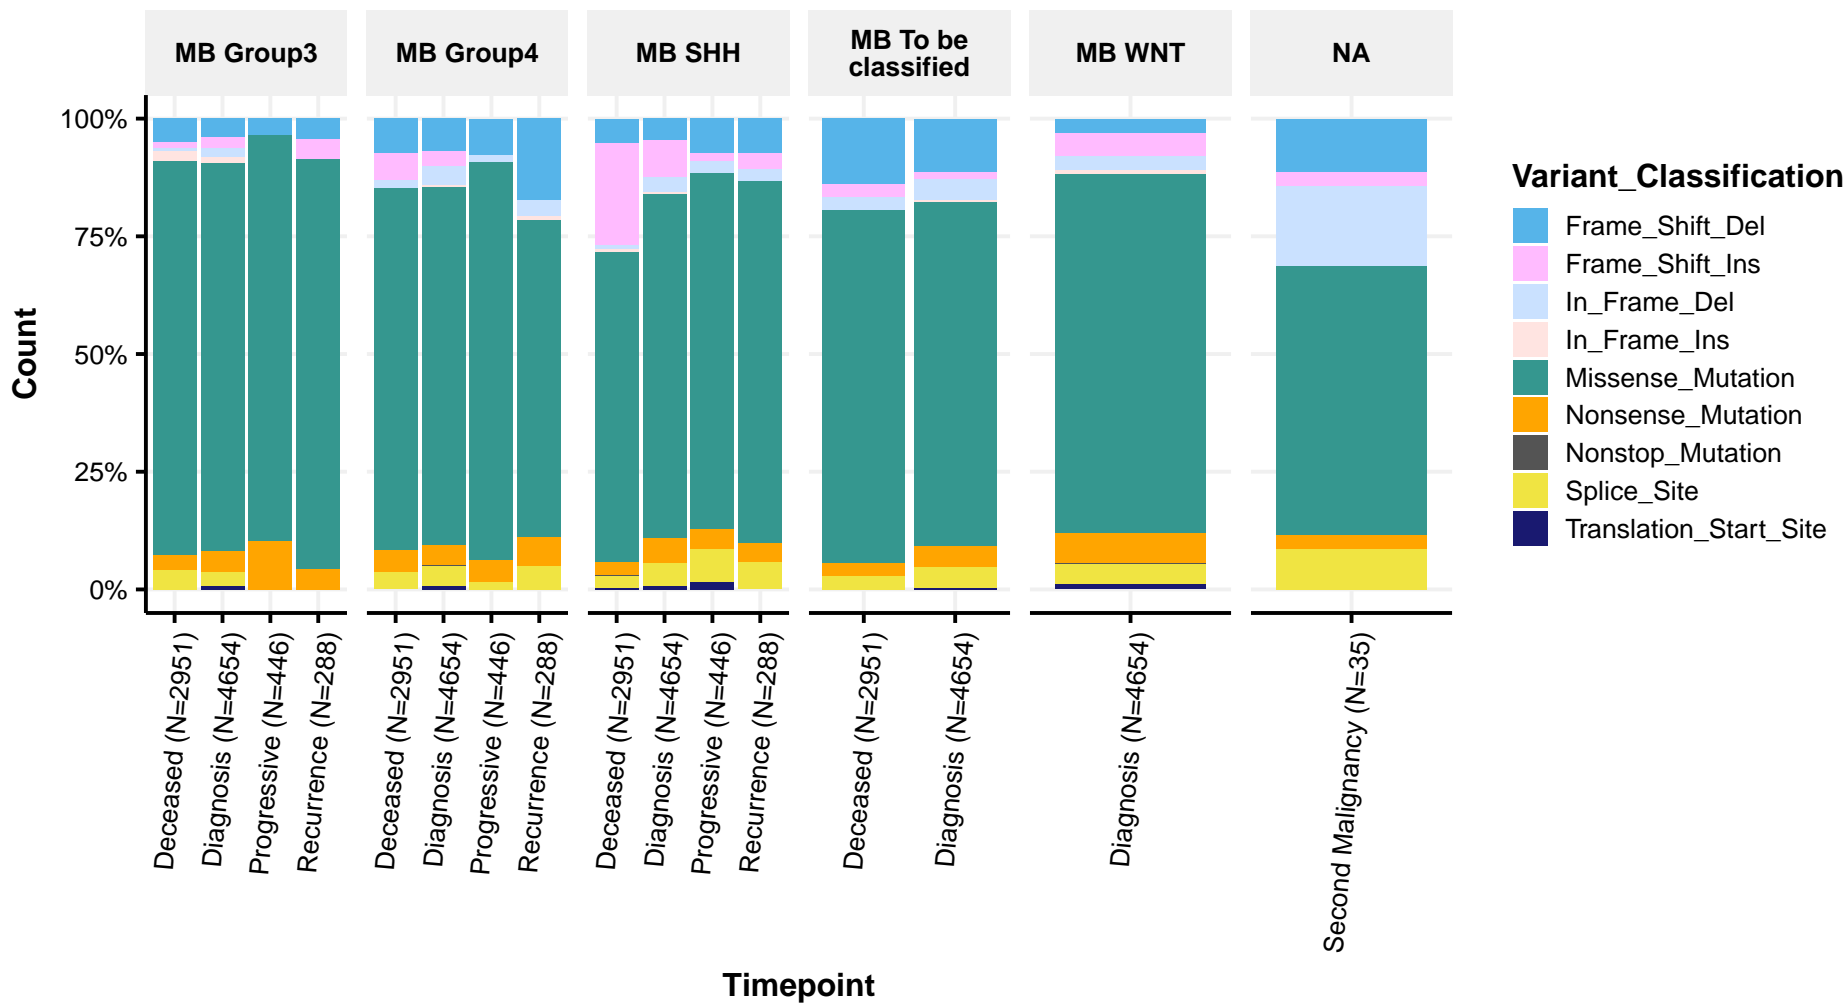 MB Group3
MB Group4
MB SHH
MB To be
classified
MB WNT
NA
Count
100%
75%
50%
25%
0%
Deceased (N=2951)
Diagnosis (N=4654)
Progressive (N=446)
Recurrence (N=288)
Deceased (N=2951)
Diagnosis (N=4654)
Progressive (N=446)
Recurrence (N=288)
Deceased (N=2951)
Diagnosis (N=4654)
Progressive (N=446)
Recurrence (N=288)
Deceased (N=2951)
Diagnosis (N=4654)
Diagnosis (N=4654)
Second Malignancy (N=35)
Timepoint
Variant_Classification
Frame_Shift_Del
Frame_Shift_Ins
In_Frame_Del
In_Frame_Ins
Missense_Mutation
Nonsense_Mutation
Nonstop_Mutation
Splice_Site
Translation_Start_Site